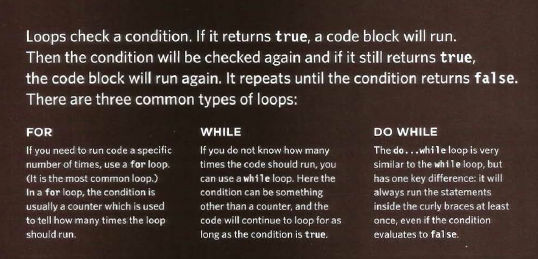 Loops check a condition. If it returns true, a code block will run.
Then the condition will be checked again and if it still returns true,
the code block will run again. It repeats until the condition returns false.
There are three common types of loops:
FOR
If you need to run code a specific
number of times, use a for loop.
(It is the most common loop.)
In a for loop, the condition is
usually a counter which is used
to tell how many times the loop
should run.
WHILE
If you do not know how many
times the code should run, you
can use a while loop. Here the
condition can be something
other than a counter, and the
code will continue to loop for as
long as the condition is true.
DO WHILE
The do...while loop is very
similar to the while loop, but
has one key difference: it will
always run the statements
inside the curly braces at least
once, even if the condition
evaluates to false.